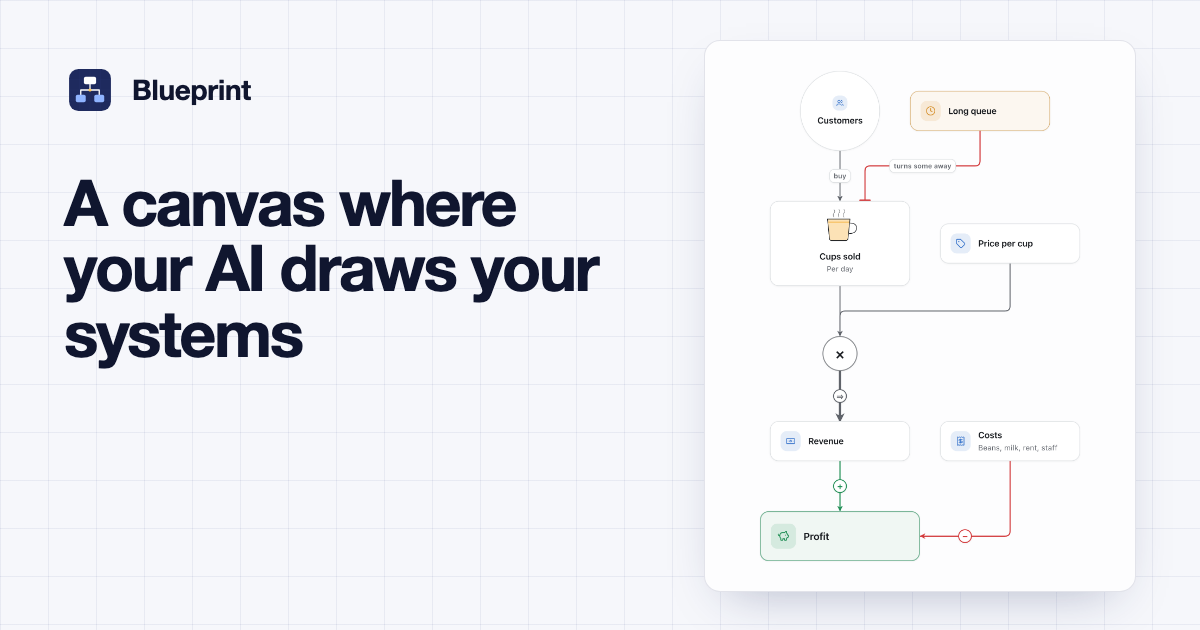 Blueprint
A canvas where
your AI draws your
systems
Customers
Long queue
turns some away
buy
Cups sold
Per day
Price per cup
×
⇒
Revenue
Costs
Beans, milk, rent, staff
+
Profit
−